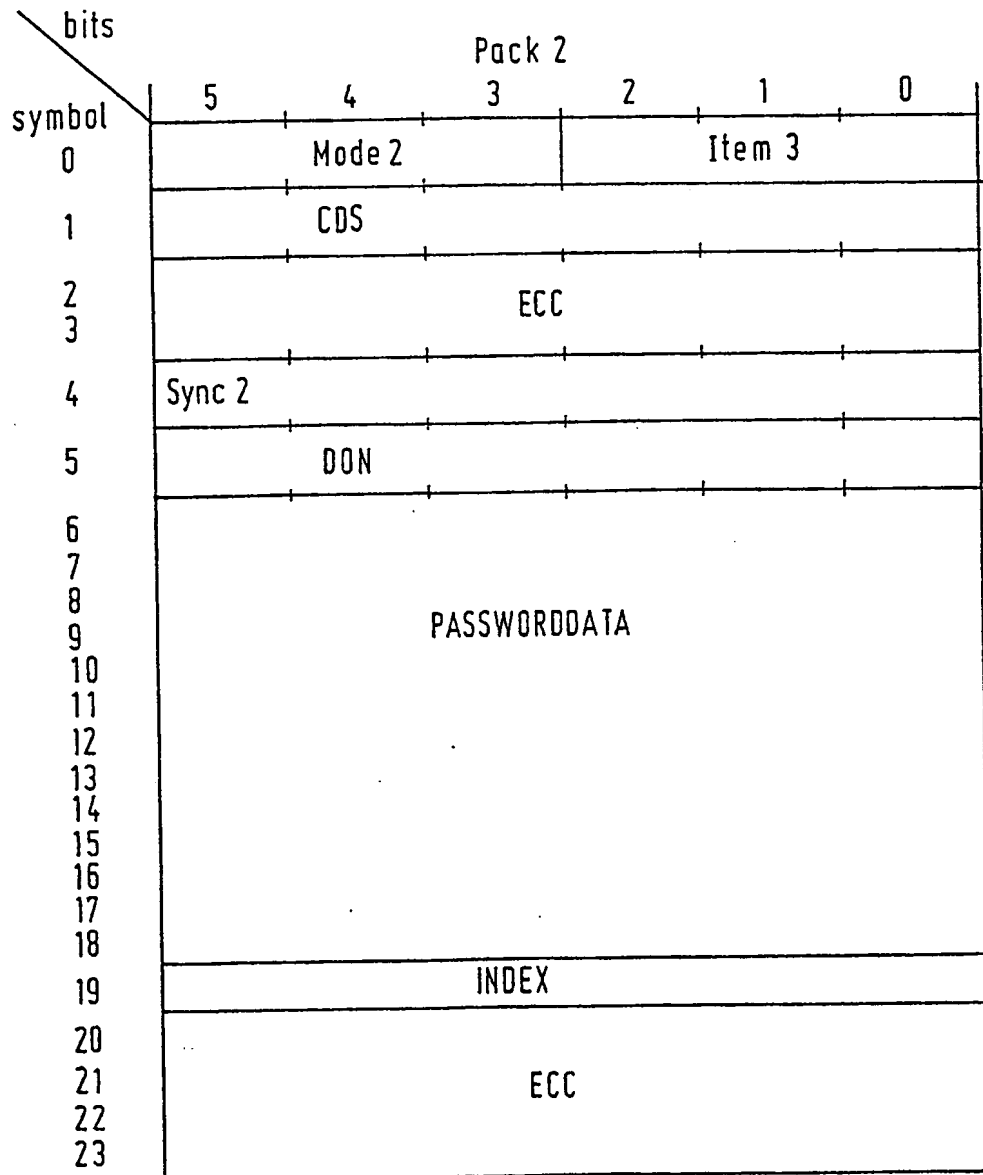 bits
Pack 2
5 4 3 2 1 0
symbol
0 Mode 2 Item 3
1 CDS
2
ECC
3
4 Sync 2
5 DON
6
7
8
9 PASSWORDDATA
10
11
12
13
14
15
16
17
18
19 INDEX
20
21 ECC
22
23